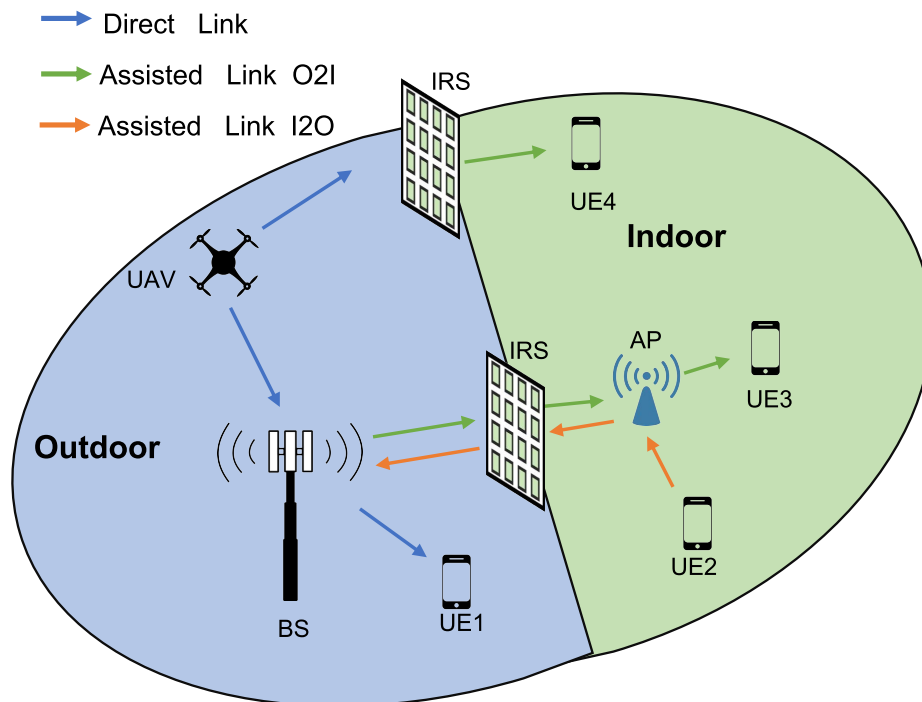 Direct Link
Assisted Link O2I
Assisted Link I2O
IRS
UE4
Indoor
UAV
IRS
AP
UE3
Outdoor
UE2
UE1
BS